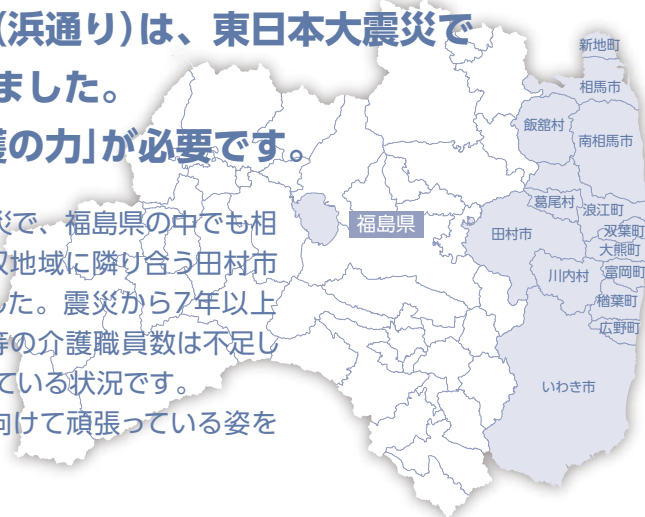 (浜通り)は、東日本大震災で
ました。
の力」が必要です。
災で、福島県の中でも相
地域に隣り合う田村市
した。震災から7年以上
等の介護職員数は不足し
ている状況です。
向けて頑張っている姿を
福島県
新地町
相馬市
飯舘村
南相馬市
葛尾村
浪江町
双葉町
田村市
大熊町
川内村
富岡町
楢葉町
広野町
いわき市